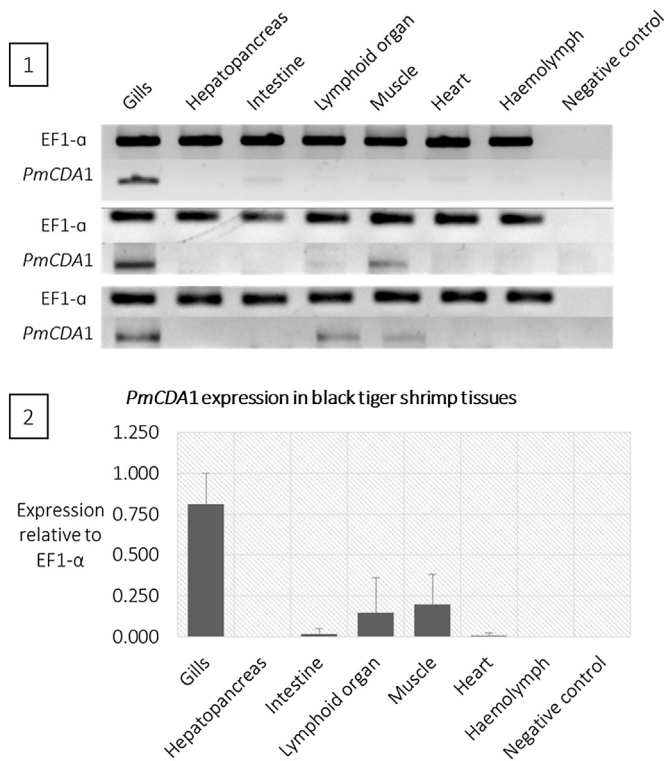 1
Gills
Hepatopancreas
Intestine
Lymphoid organ
Muscle
Heart
Haemolymph
Negative control
EF1-α
PmCDA1
EF1-α
PmCDA1
EF1-α
PmCDA1
2
PmCDA1 expression in black tiger shrimp tissues
Expression
relative to
EF1-α
1.250
1.000
0.750
0.500
0.250
0.000
Gills
Hepatopancreas
Intestine
Lymphoid organ
Muscle
Heart
Haemolymph
Negative control